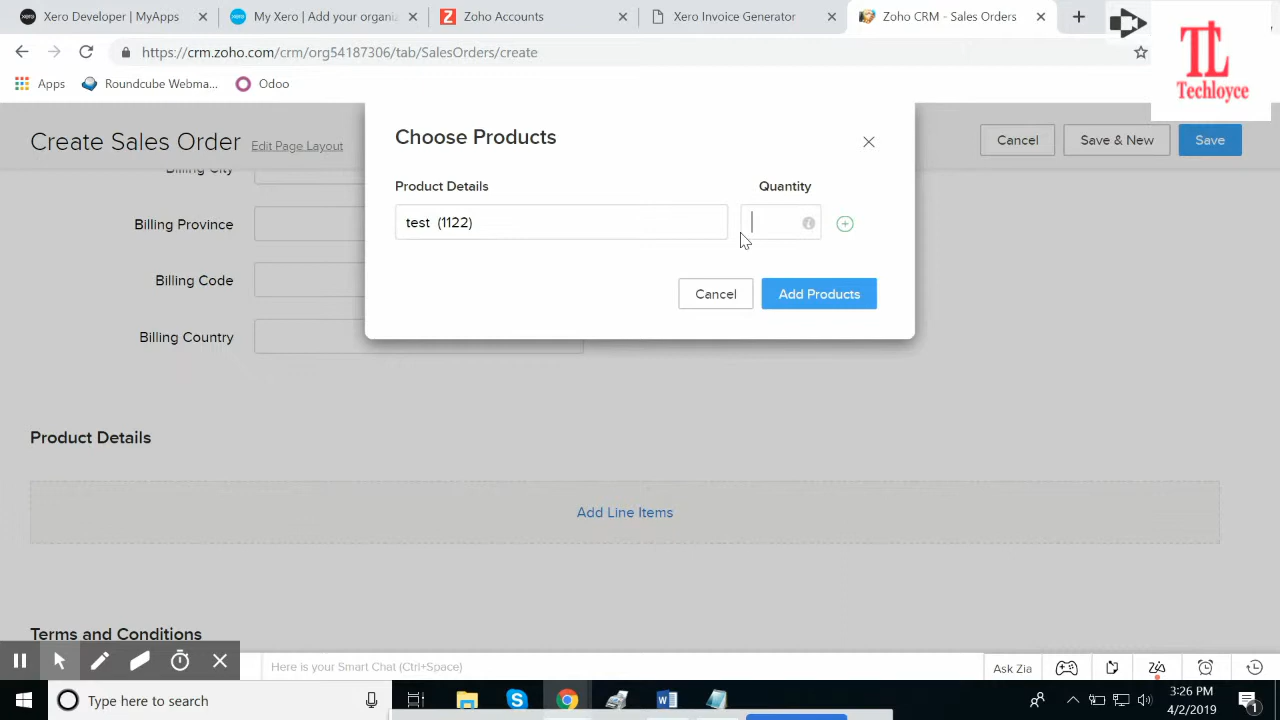 Xero Developer | MyApps
My Xero | Add your organi
Zoho Accounts
Xero Invoice Generator
Zoho CRM - Sales Orders
https://crm.zoho.com/crm/org54187306/tab/SalesOrders/create
Apps
Roundcube Webma...
Odoo
TL
Techloyce
Create Sales Order
Edit Page Layout
Cancel
Save & New
Save
Choose Products
Product Details
Quantity
test (1122)
Cancel
Add Products
Billing City
Billing Province
Billing Code
Billing Country
Product Details
Add Line Items
Terms and Conditions
Here is your Smart Chat (Ctrl+Space)
Ask Zia
Type here to search
3:26 PM
4/2/2019
1